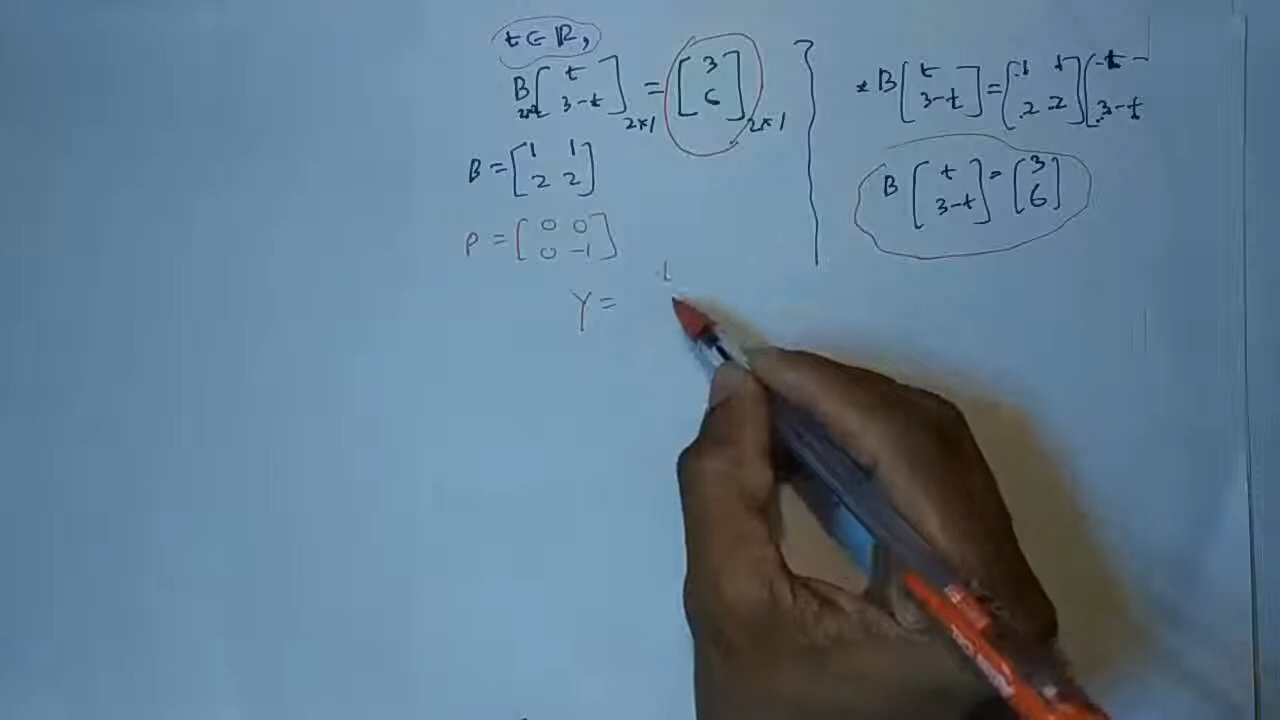 t ∈ ℝ,
B [ t 3-t ] 2×1 = [ 3 6 ] 2×1
B = [ 1 1 2 2 ]
P = [ 0 0 0 -1 ]
Y =
* B [ t 3-t ] = [ 1 1 2 2 ] [ t 3-t
B [ t 3-t ] = [ 3 6 ]